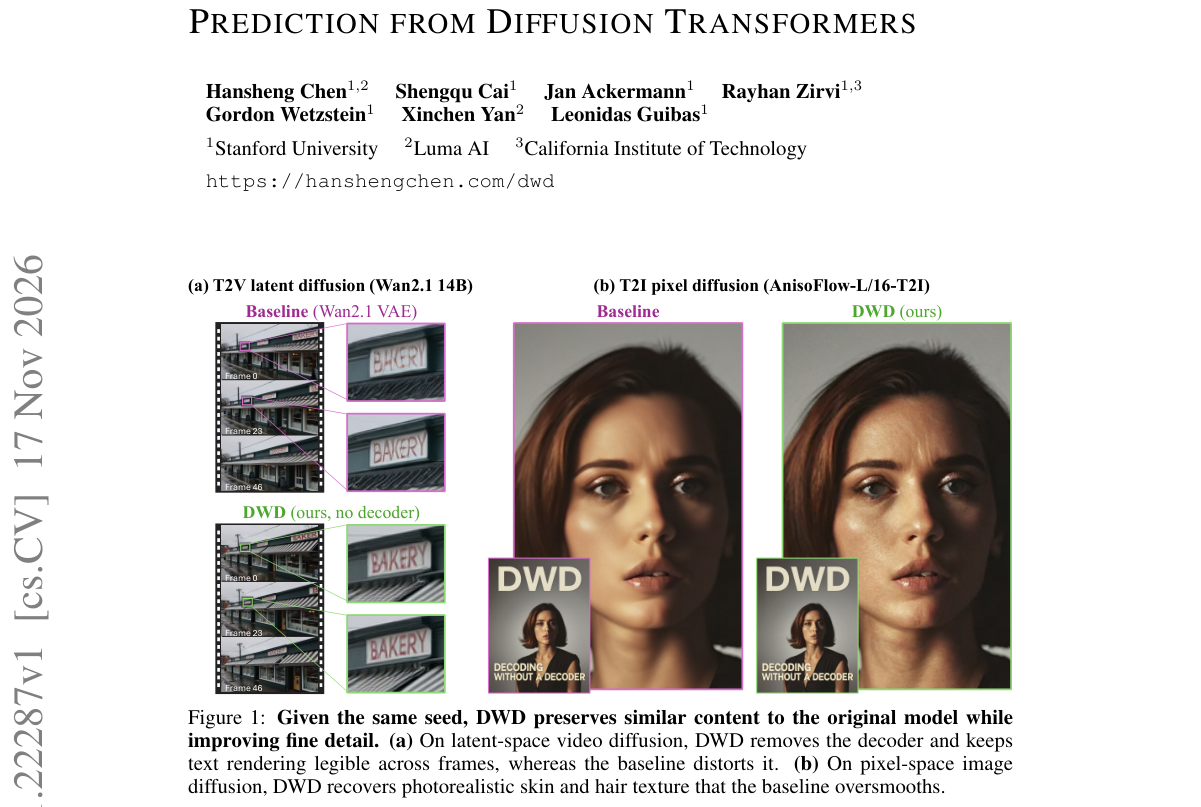 PREDICTION FROM DIFFUSION TRANSFORMERS
Hansheng Chen1,2 Shengqu Cai1 Jan Ackermann1 Rayhan Zirvi1,3
Gordon Wetzstein1 Xinchen Yan2 Leonidas Guibas1
1Stanford University 2Luma AI 3California Institute of Technology
https://hanshengchen.com/dwd
.22287v1 [cs.CV] 17 Nov 2026
(a) T2V latent diffusion (Wan2.1 14B)
Baseline (Wan2.1 VAE)
Frame 0
Frame 23
Frame 46
BAKERY
BAKERY
DWD (ours, no decoder)
Frame 0
Frame 23
Frame 46
BAKERY
BAKERY
(b) T2I pixel diffusion (AnisoFlow-L/16-T2I)
Baseline
DWD
DECODING
WITHOUT A DECODER
DWD (ours)
DWD
DECODING
WITHOUT A DECODER
Figure 1: Given the same seed, DWD preserves similar content to the original model while
improving fine detail. (a) On latent-space video diffusion, DWD removes the decoder and keeps
text rendering legible across frames, whereas the baseline distorts it. (b) On pixel-space image
diffusion, DWD recovers photorealistic skin and hair texture that the baseline oversmooths.